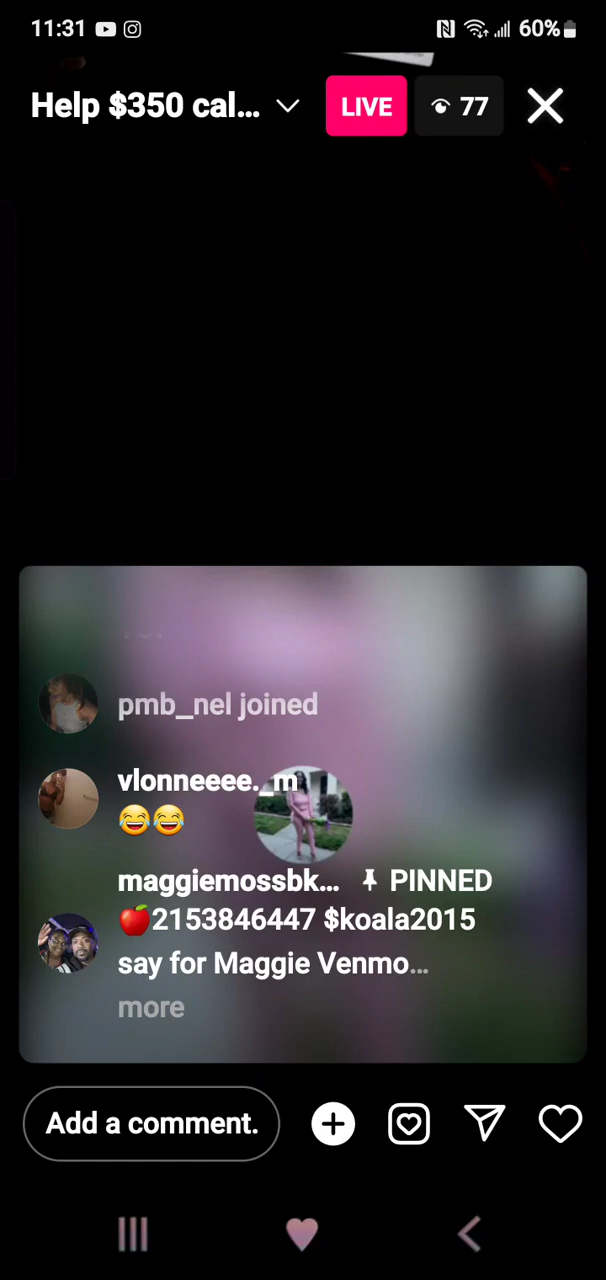 11:31
60%
Help $350 cal...
LIVE
77
pmb_nel joined
vlonneeee._m
😂😂
maggiemossbk... PINNED
🍎2153846447 $koala2015
say for Maggie Venmo...
more
Add a comment.